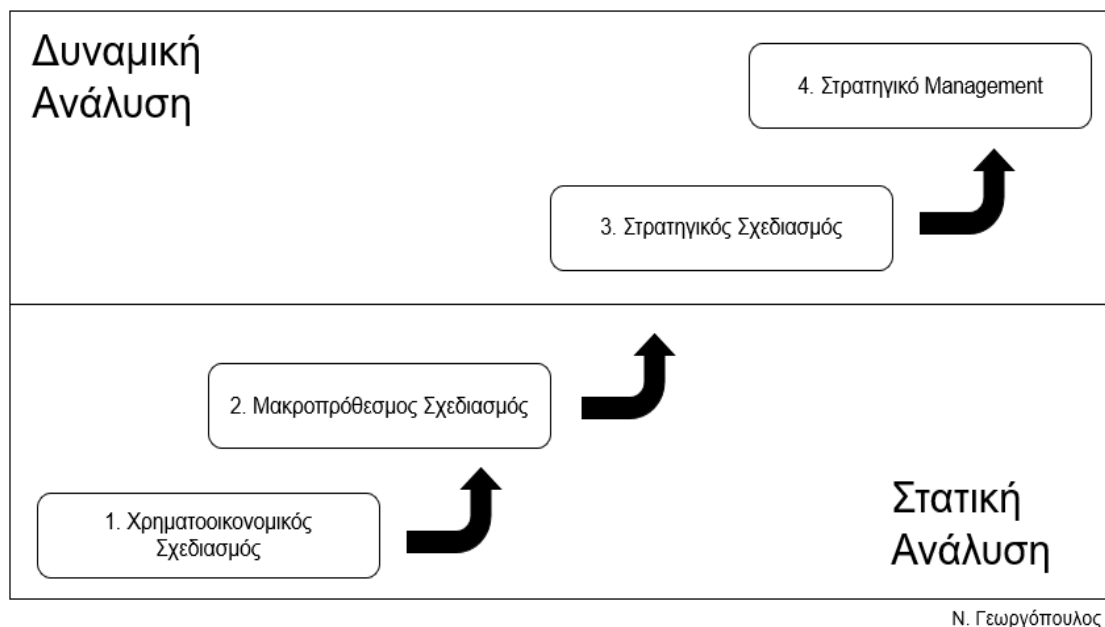 Δυναμική
Ανάλυση
4. Στρατηγικό Management
3. Στρατηγικός Σχεδιασμός
2. Μακροπρόθεσμος Σχεδιασμός
1. Χρηματοοικονομικός
Σχεδιασμός
Στατική
Ανάλυση
Ν. Γεωργόπουλος